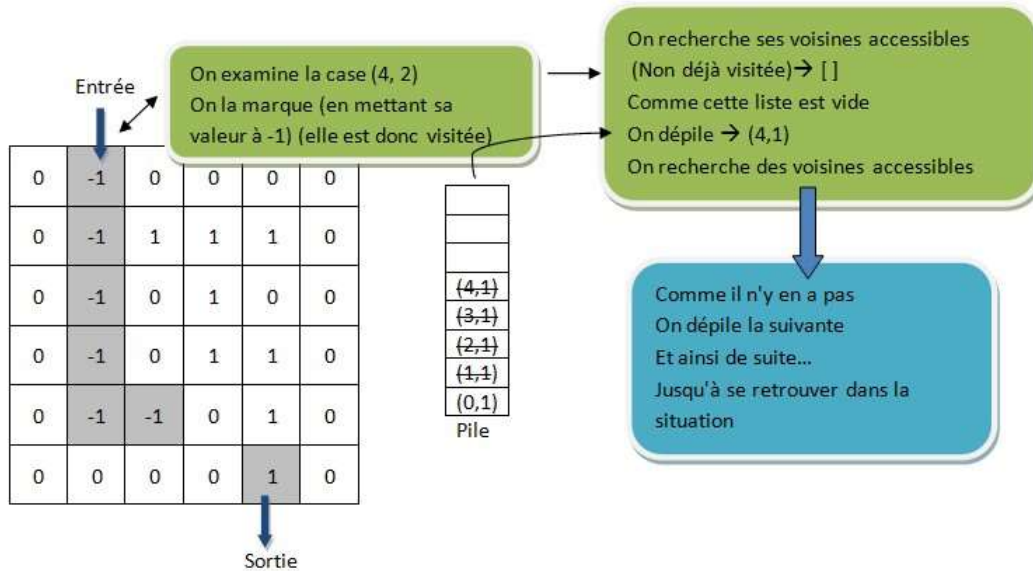 Entrée
On examine la case (4, 2)
On la marque (en mettant sa
valeur à -1) (elle est donc visitée)
On recherche ses voisines accessibles
(Non déjà visitée)→ [ ]
Comme cette liste est vide
On dépile → (4,1)
On recherche des voisines accessibles
0 -1 0 0 0 0
0 -1 1 1 1 0
0 -1 0 1 0 0
0 -1 0 1 1 0
0 -1 -1 0 1 0
0 0 0 0 1 0
Sortie
(4,1)
(3,1)
(2,1)
(1,1)
(0,1)
Pile
Comme il n'y en a pas
On dépile la suivante
Et ainsi de suite...
Jusqu'à se retrouver dans la
situation